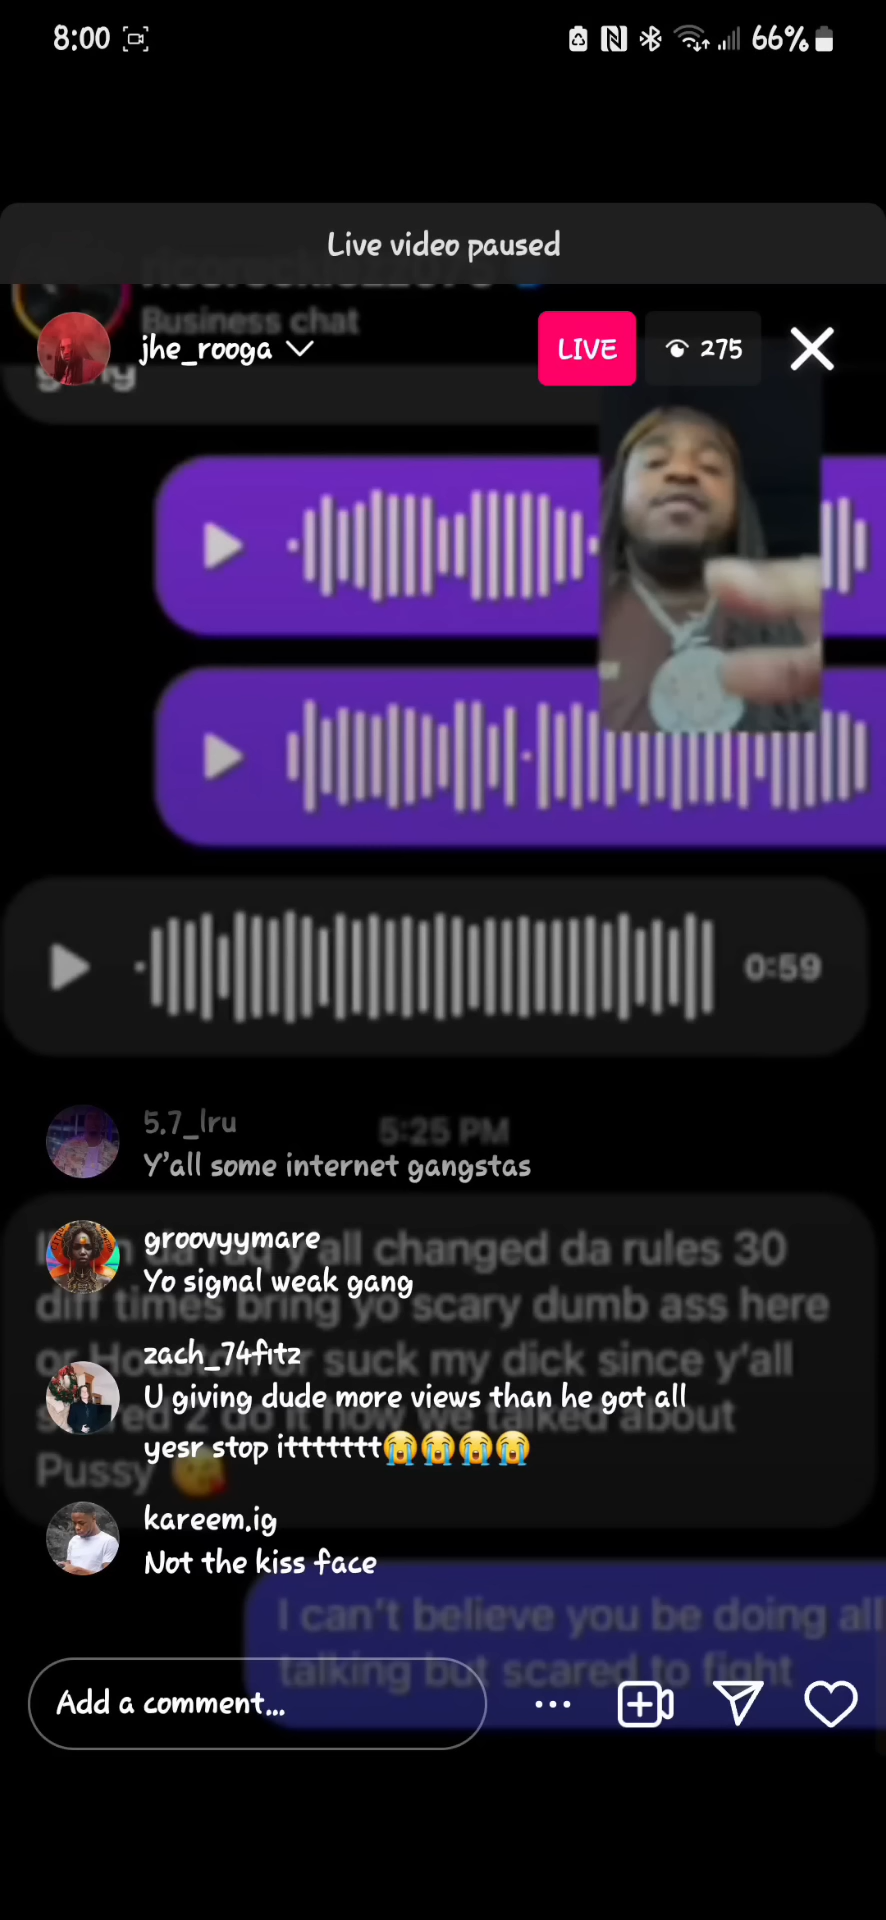 8:00
66%
Live video paused
Business chat
jhe_rooga
LIVE
275
0:59
5.7_lru
5:25 PM
Y'all some internet gangstas
groovyymare
y'all changed da rules 30
Yo signal weak gang
diff times bring yo scary dumb ass here
zach_74fitz
or suck my dick since y'all
U giving dude more views than he got all
2 do it now we talked about
yesr stop itttttttt😭😭😭😭
Pussy 😘
kareem.ig
Not the kiss face
I can't believe you be doing all
talking but scared to fight
Add a comment...